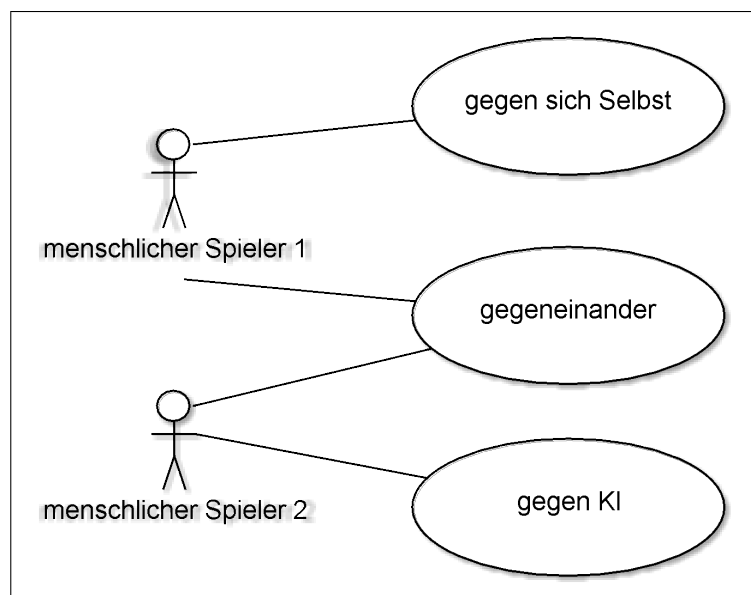 gegen sich Selbst
menschlicher Spieler 1
gegeneinander
menschlicher Spieler 2
gegen KI